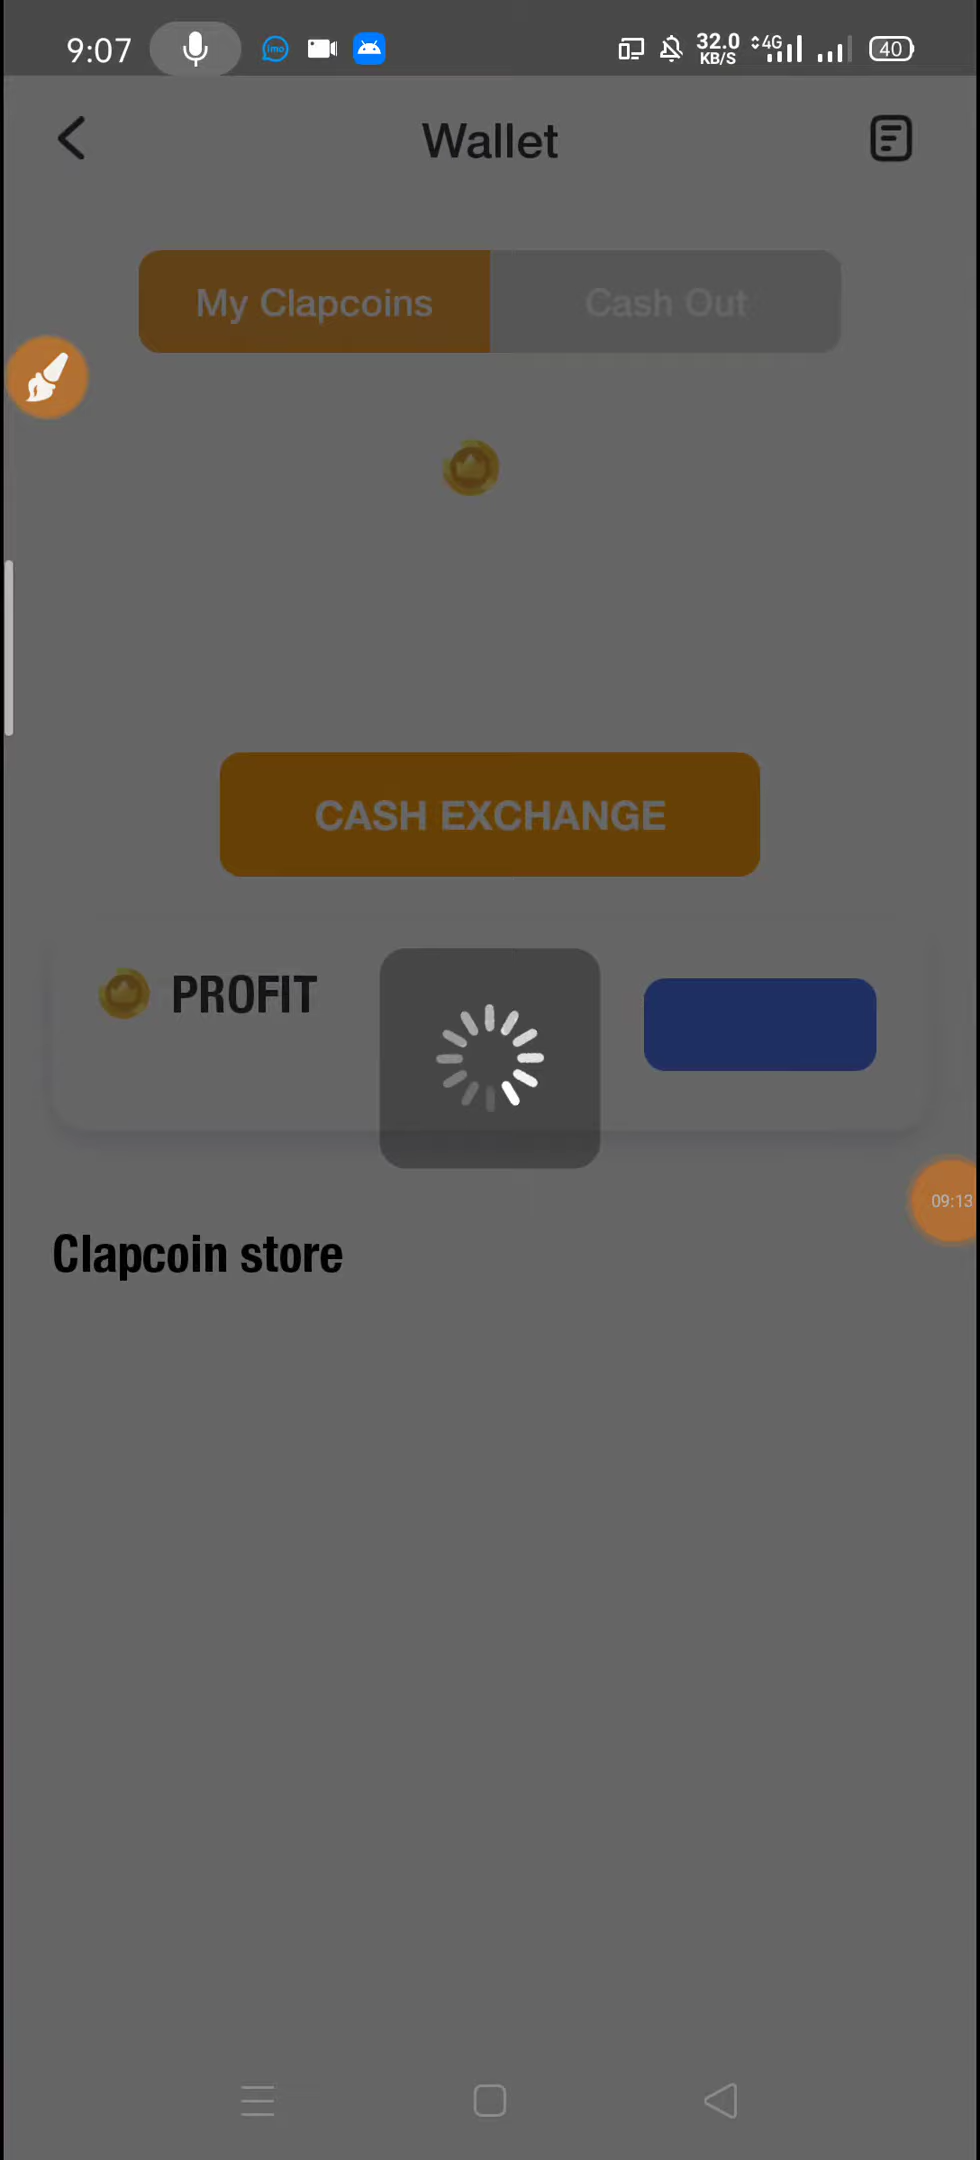 9:07
imo
32.0
KB/S
4G
40
Wallet
My Clapcoins
Cash Out
CASH EXCHANGE
PROFIT
09:13
Clapcoin store